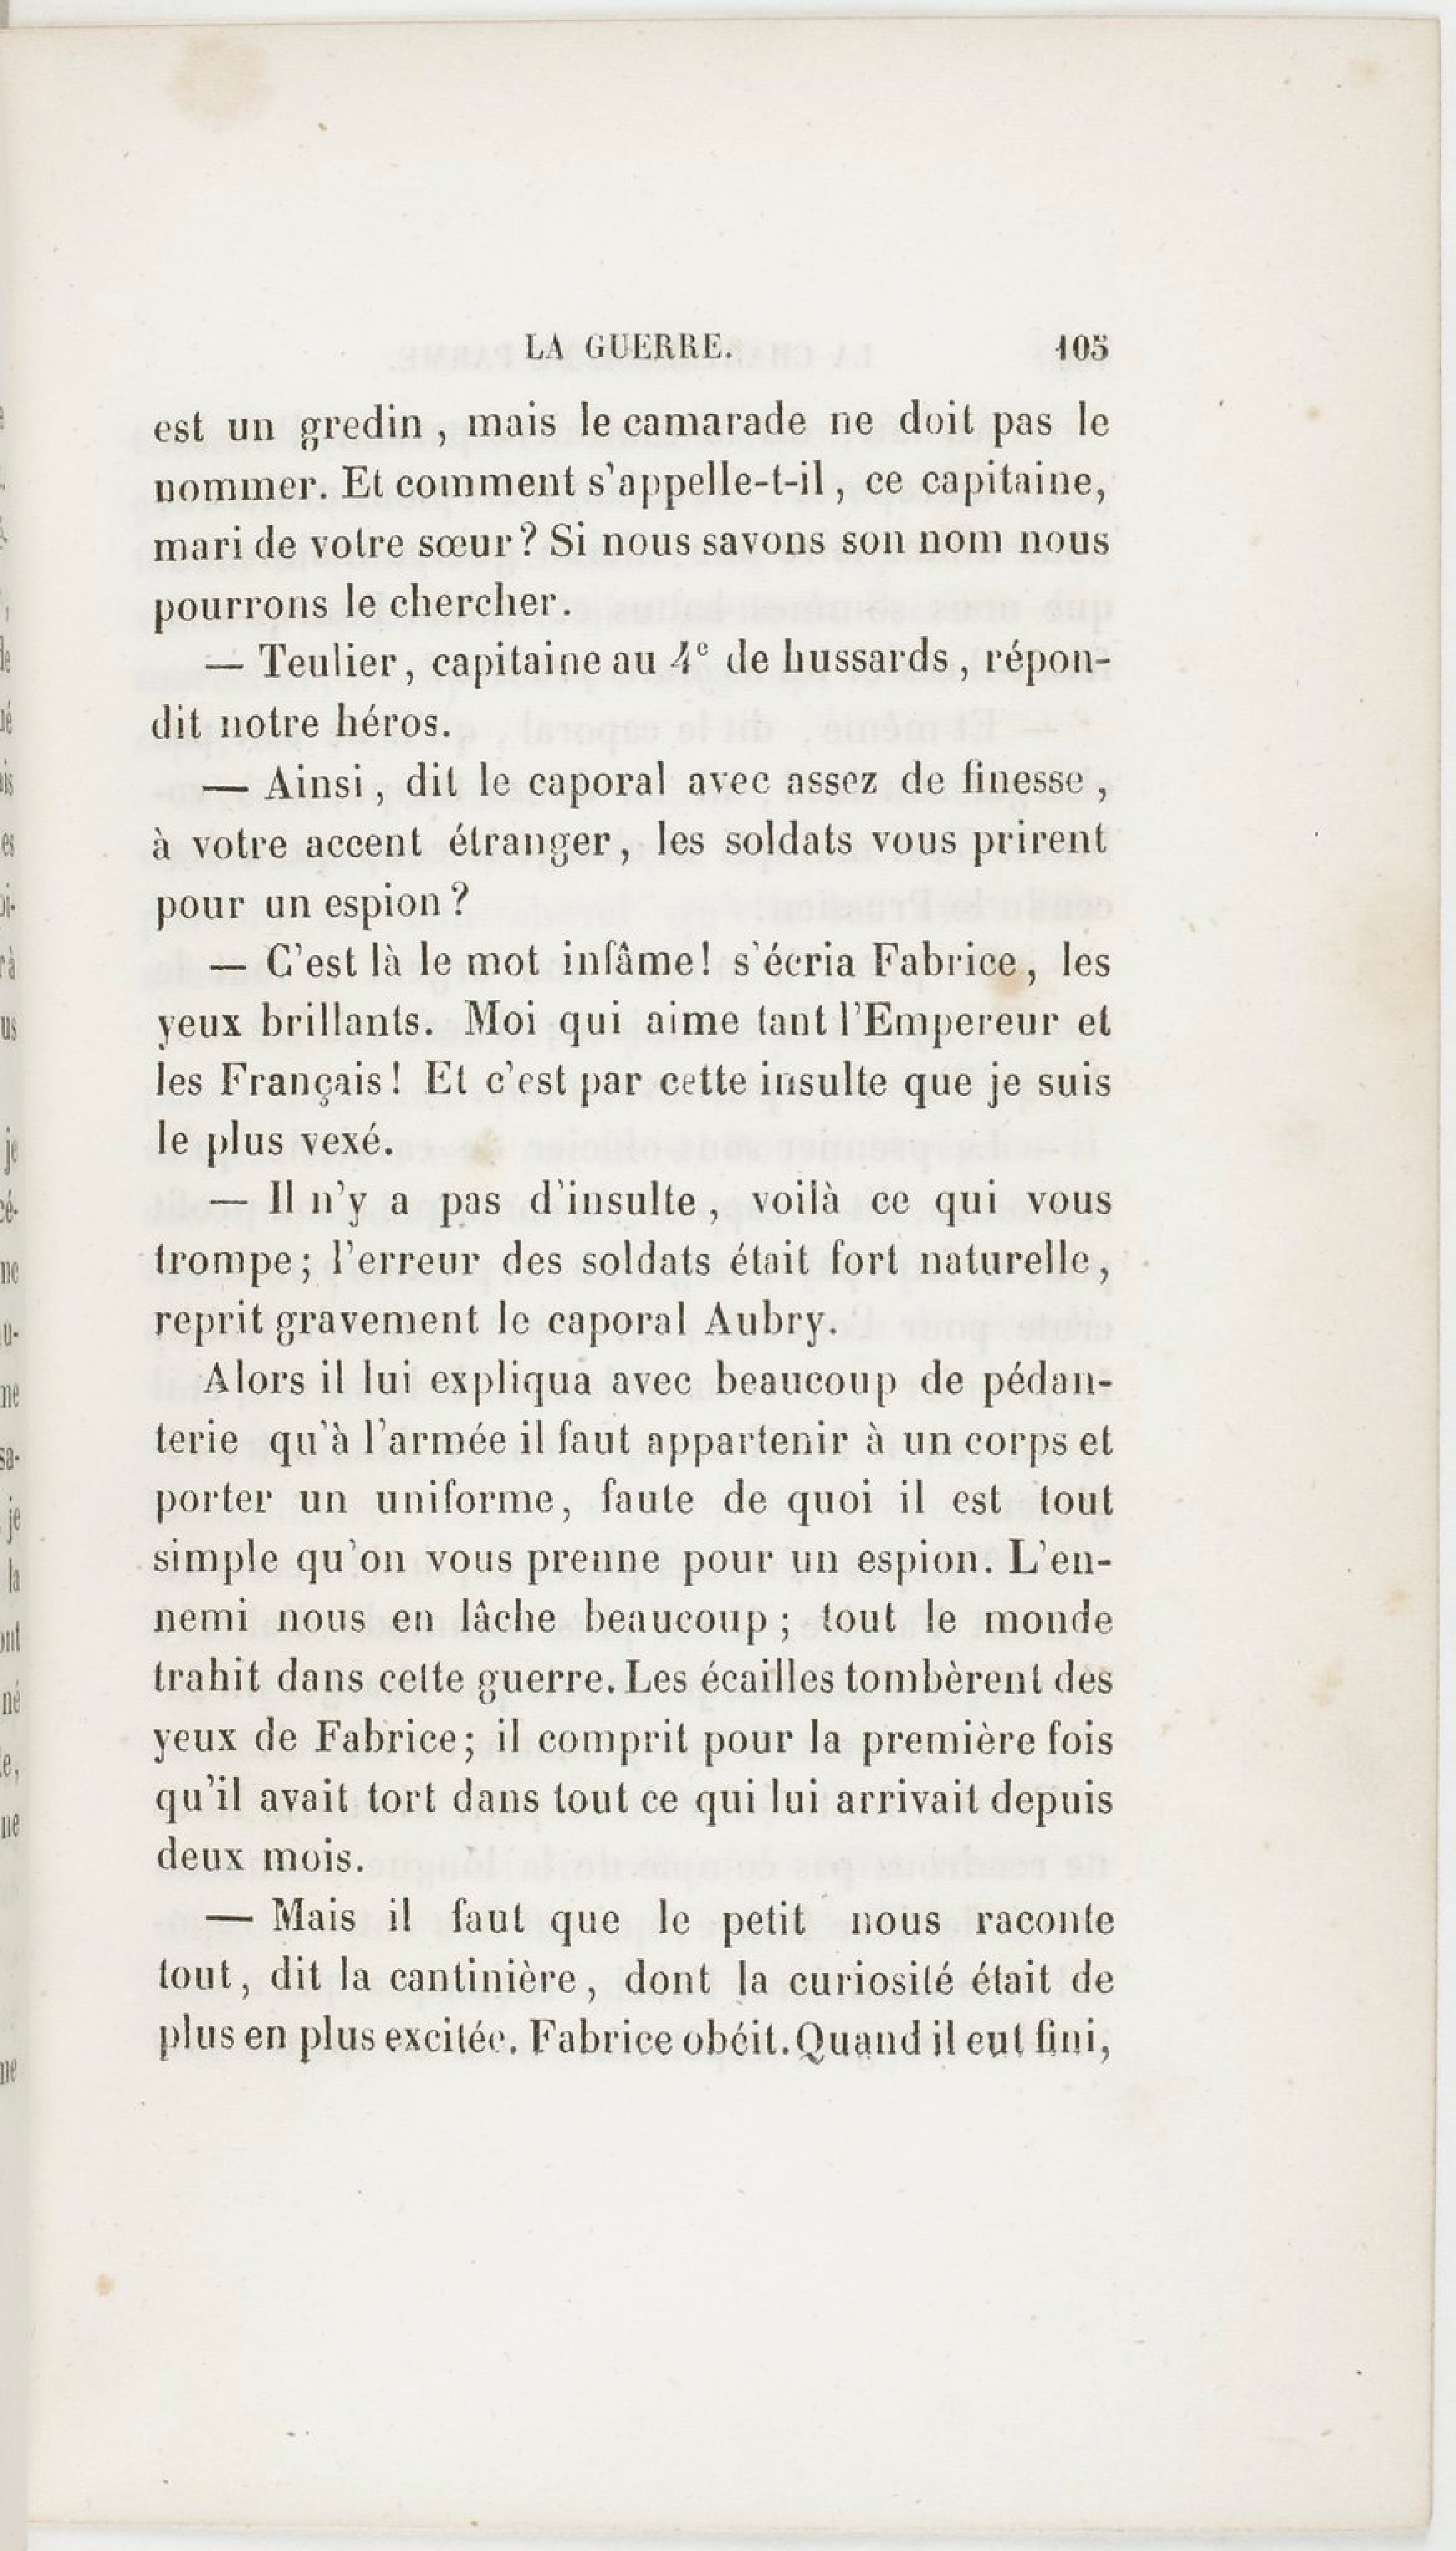 LA GUERRE. 105
est un gredin, mais le camarade ne doit pas le
nommer. Et comment s'appelle-t-il, ce capitaine,
mari de votre sœur? Si nous savons son nom nous
pourrons le chercher.
— Teulier, capitaine au 4e de hussards, répon-
dit notre héros.
— Ainsi, dit le caporal avec assez de finesse,
à votre accent étranger, les soldats vous prirent
pour un espion?
— C'est là le mot infâme! s'écria Fabrice, les
yeux brillants. Moi qui aime tant l'Empereur et
les Français! Et c'est par cette insulte que je suis
le plus vexé.
— Il n'y a pas d'insulte, voilà ce qui vous
trompe; l'erreur des soldats était fort naturelle,
reprit gravement le caporal Aubry.
Alors il lui expliqua avec beaucoup de pédan-
terie qu'à l'armée il faut appartenir à un corps et
porter un uniforme, faute de quoi il est tout
simple qu'on vous prenne pour un espion. L'en-
nemi nous en lâche beaucoup; tout le monde
trahit dans cette guerre. Les écailles tombèrent des
yeux de Fabrice; il comprit pour la première fois
qu'il avait tort dans tout ce qui lui arrivait depuis
deux mois.
— Mais il faut que le petit nous raconte
tout, dit la cantinière, dont la curiosité était de
plus en plus excitée. Fabrice obéit. Quand il eut fini,